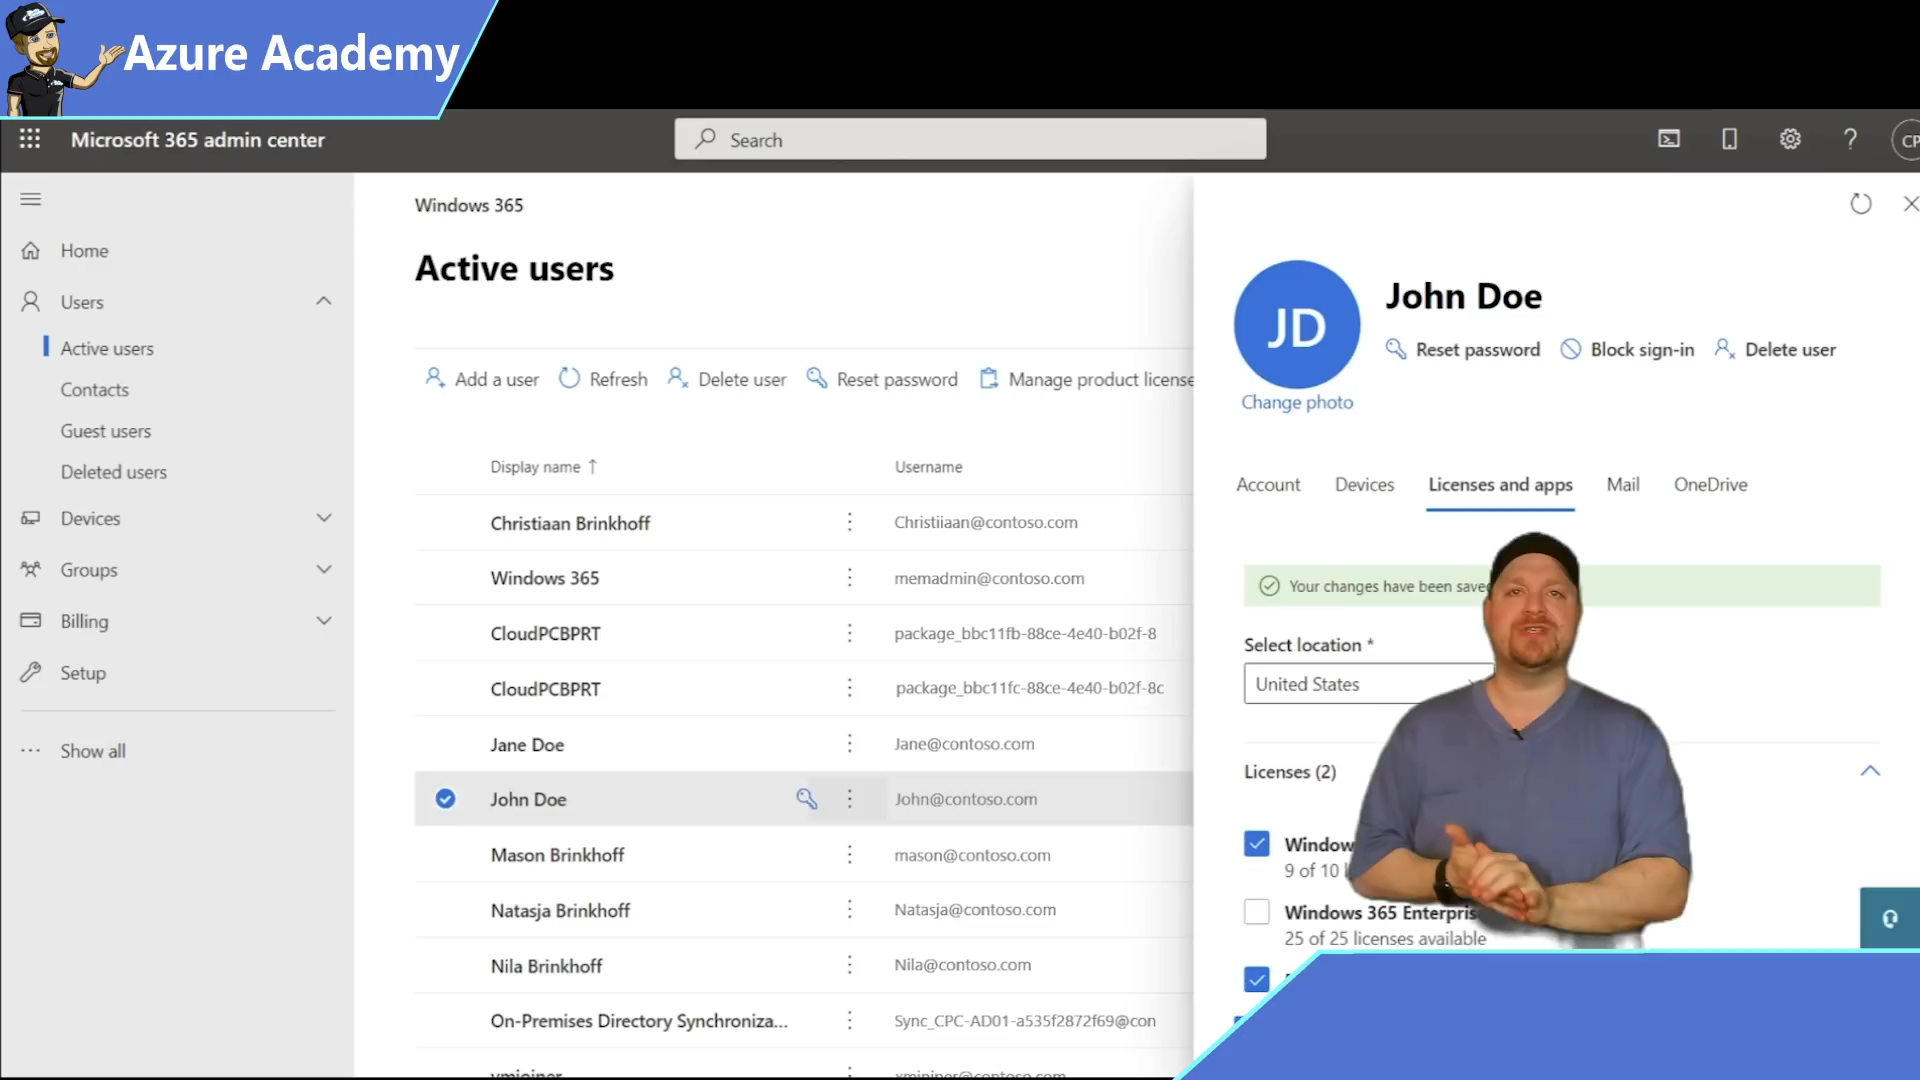 Azure Academy
Microsoft 365 admin center
Search
CP
Home
Users
Active users
Contacts
Guest users
Deleted users
Devices
Groups
Billing
Setup
Show all
Windows 365
Active users
Add a user
Refresh
Delete user
Reset password
Manage product license
Display name ↑
Username
Christiaan Brinkhoff
Christiiaan@contoso.com
Windows 365
memadmin@contoso.com
CloudPCBPRT
package_bbc11fb-88ce-4e40-b02f-8
CloudPCBPRT
package_bbc11fc-88ce-4e40-b02f-8c
Jane Doe
Jane@contoso.com
John Doe
John@contoso.com
Mason Brinkhoff
mason@contoso.com
Natasja Brinkhoff
Natasja@contoso.com
Nila Brinkhoff
Nila@contoso.com
On-Premises Directory Synchroniza...
Sync_CPC-AD01-a535f2872f69@con
JD
Change photo
John Doe
Reset password
Block sign-in
Delete user
Account
Devices
Licenses and apps
Mail
OneDrive
Your changes have been save
Select location *
United States
Licenses (2)
Window
9 of 10
Windows 365 Enterpris
25 of 25 licenses available